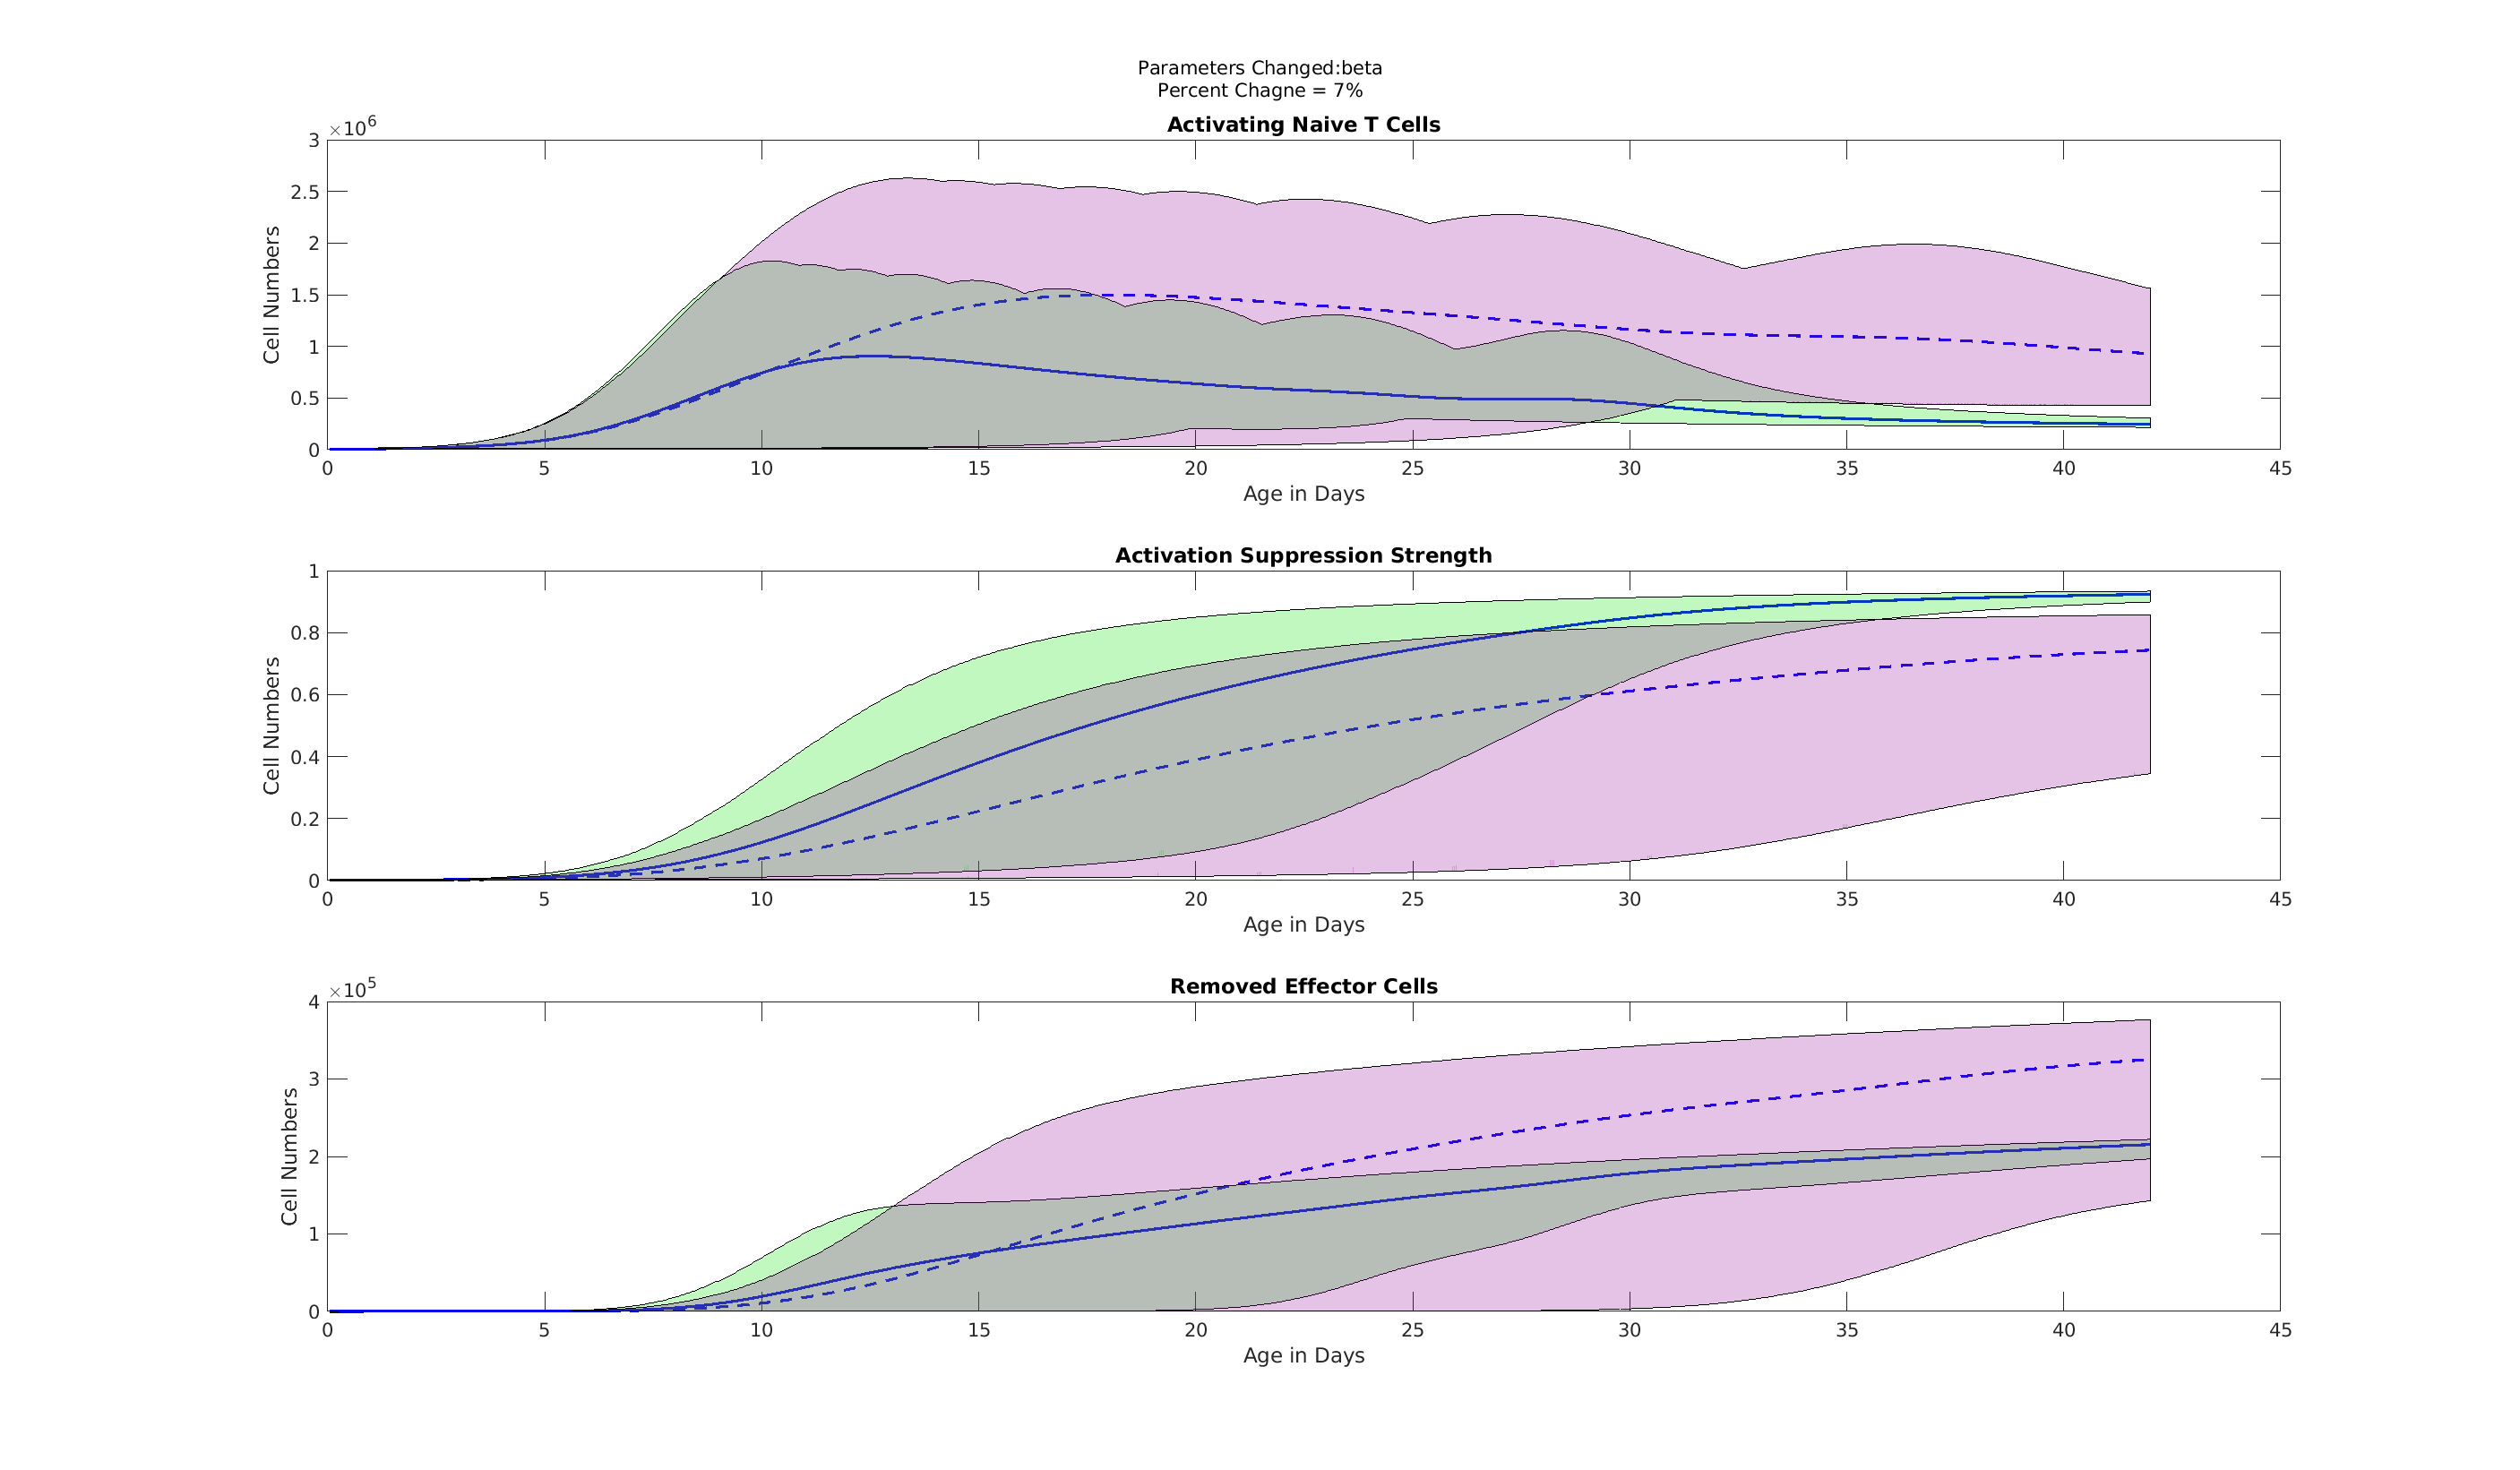 Parameters Changed:beta
Percent Chagne = 7%
Activating Naive T Cells
×10^6
3
2.5
2
1.5
1
0.5
0
Cell Numbers
0 5 10 15 20 25 30 35 40 45
Age in Days
Activation Suppression Strength
1
0.8
0.6
0.4
0.2
0
Cell Numbers
0 5 10 15 20 25 30 35 40 45
Age in Days
Removed Effector Cells
×10^5
4
3
2
1
0
Cell Numbers
0 5 10 15 20 25 30 35 40 45
Age in Days